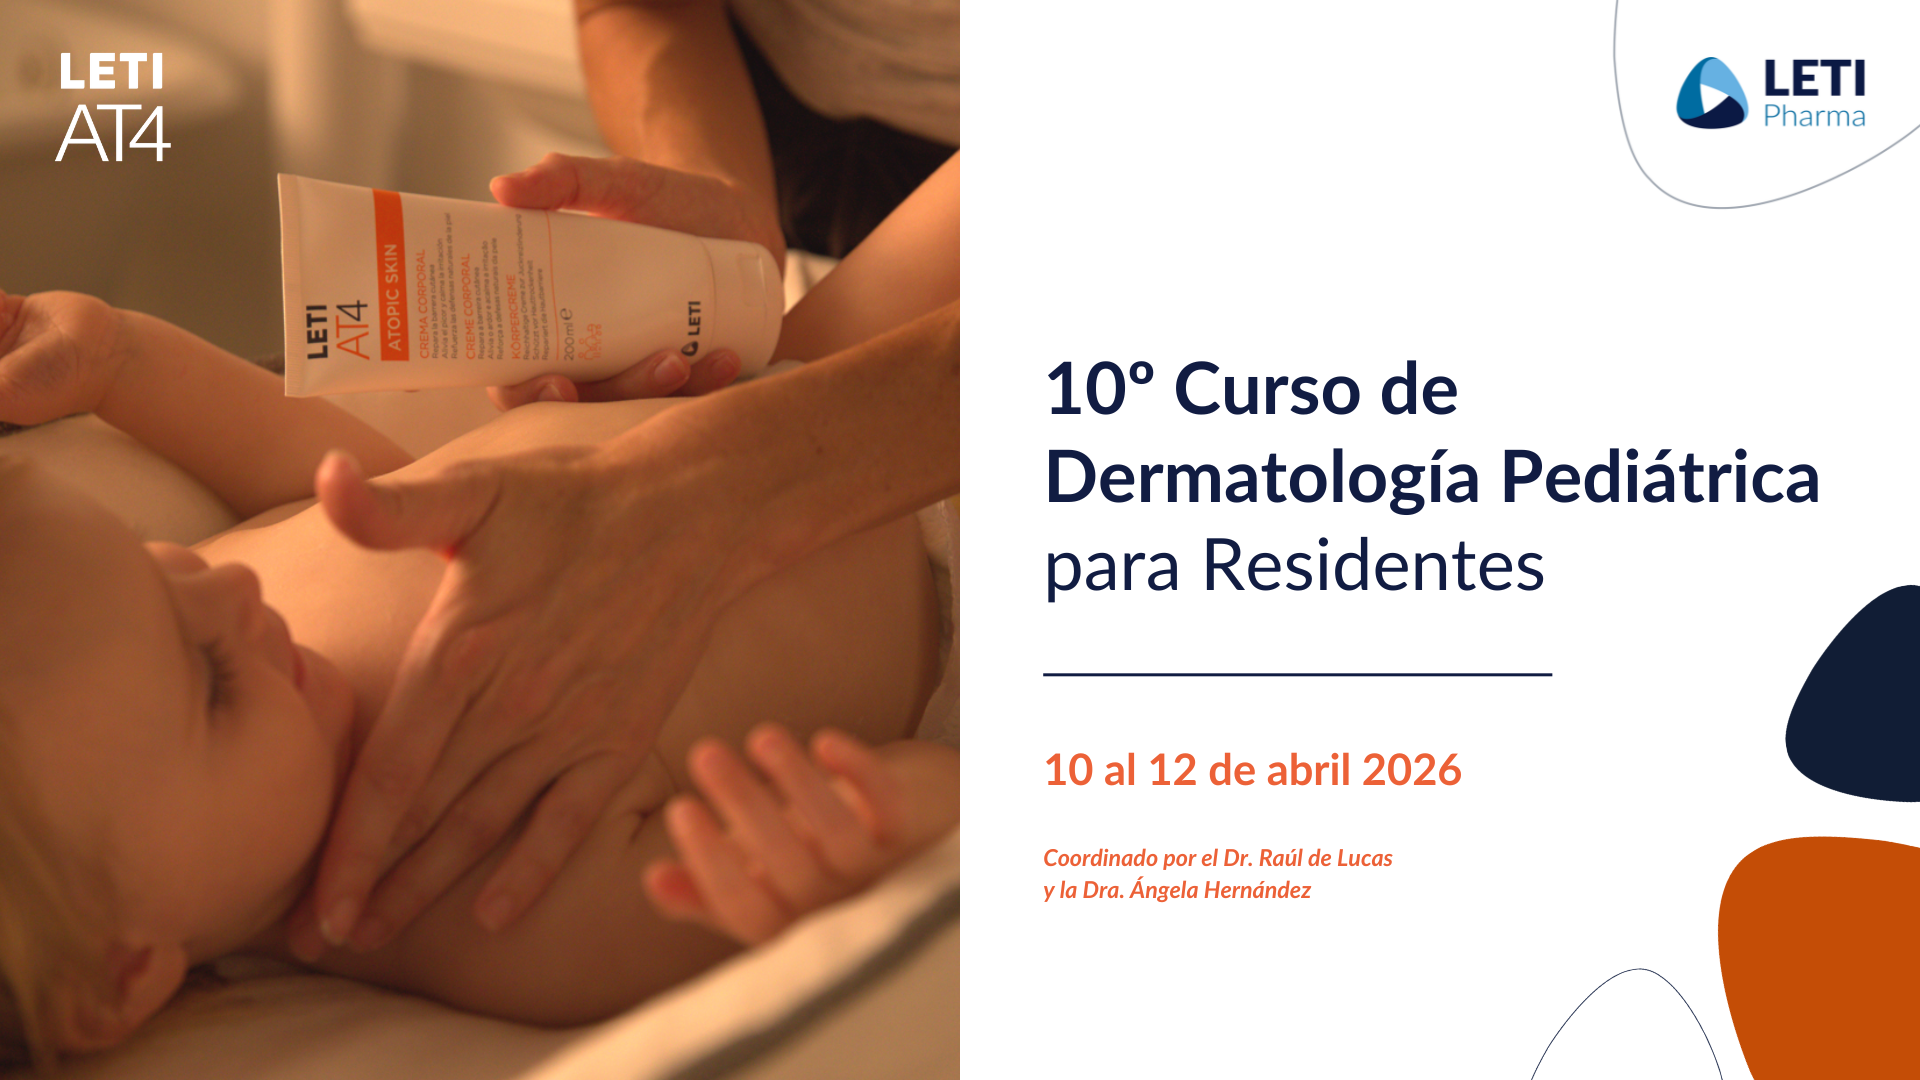 LETI
AT4
LETI
AT4
ATOPIC SKIN
CREMA CORPORAL
CREME CORPORAL
KÖRPERCREME
200 ml e
LETI
LETI
Pharma
10º Curso de
Dermatología Pediátrica
para Residentes
10 al 12 de abril 2026
Coordinado por el Dr. Raúl de Lucas
y la Dra. Ángela Hernández